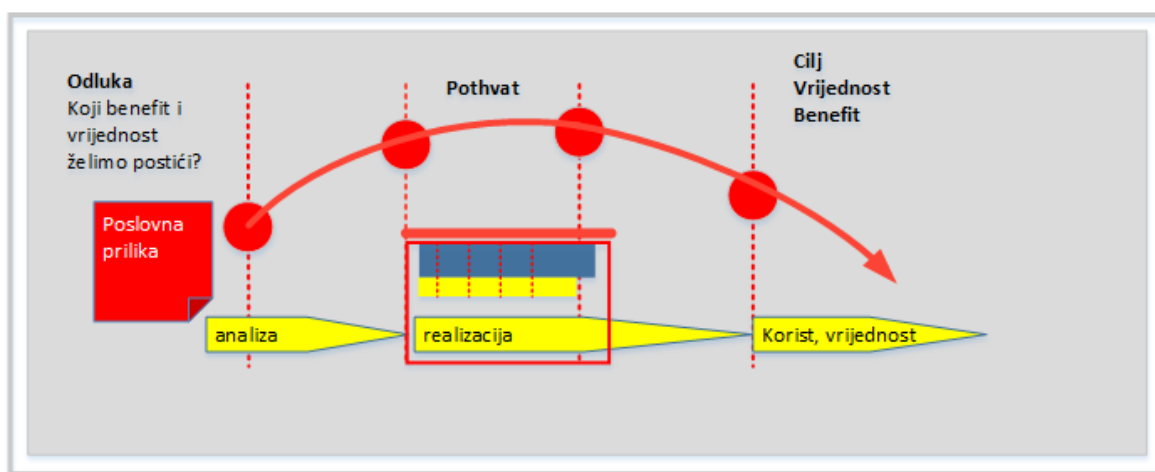 Odluka
Koji benefit i
vrijednost
želimo postići?
Pothvat
Cilj
Vrijednost
Benefit
Poslovna
prilika
analiza
realizacija
Korist, vrijednost